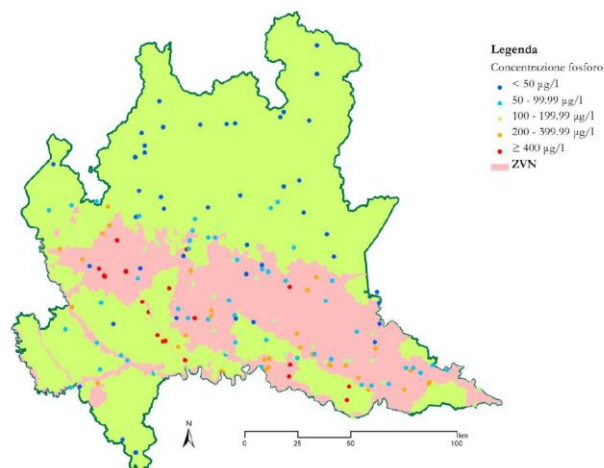 Legenda
Concentrazione fosforo
< 50 µg/l
50 - 99.99 µg/l
100 - 199.99 µg/l
200 - 399.99 µg/l
≥ 400 µg/l
ZVN
N
0 25 50 100
km